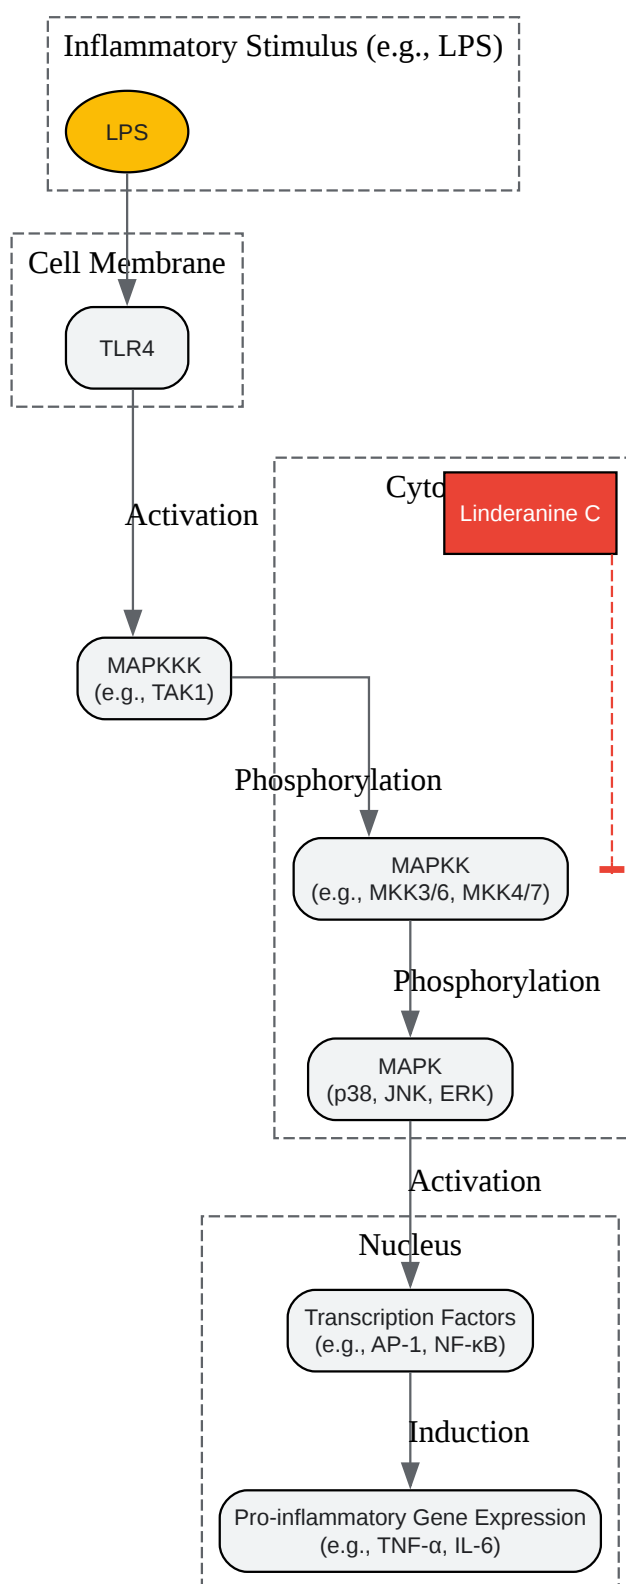 Inflammatory Stimulus (e.g., LPS)
LPS
Cell Membrane
TLR4
Cyto
Linderanine C
Activation
MAPKKK
(e.g., TAK1)
Phosphorylation
MAPKK
(e.g., MKK3/6, MKK4/7)
Phosphorylation
MAPK
(p38, JNK, ERK)
Activation
Nucleus
Transcription Factors
(e.g., AP-1, NF-κB)
Induction
Pro-inflammatory Gene Expression
(e.g., TNF-α, IL-6)